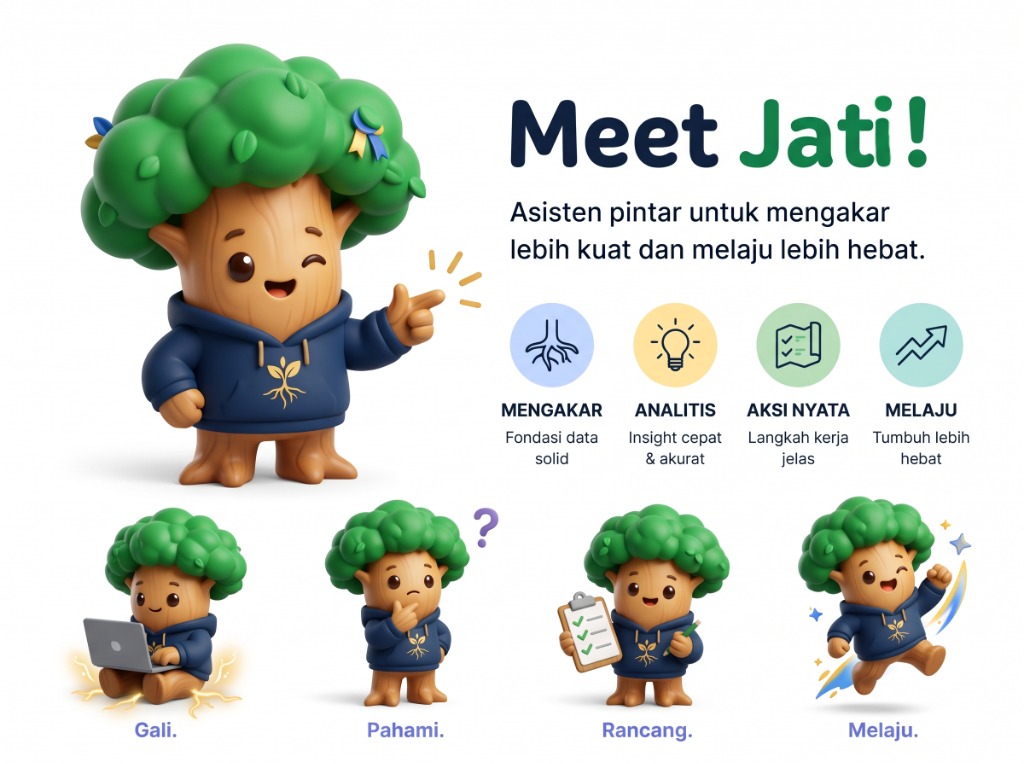 Meet Jati!
Asisten pintar untuk mengakar
lebih kuat dan melaju lebih hebat.
MENGAKAR
Fondasi data
solid
ANALITIS
Insight cepat
& akurat
AKSI NYATA
Langkah kerja
jelas
MELAJU
Tumbuh lebih
hebat
?
Gali.
Pahami.
Rancang.
Melaju.